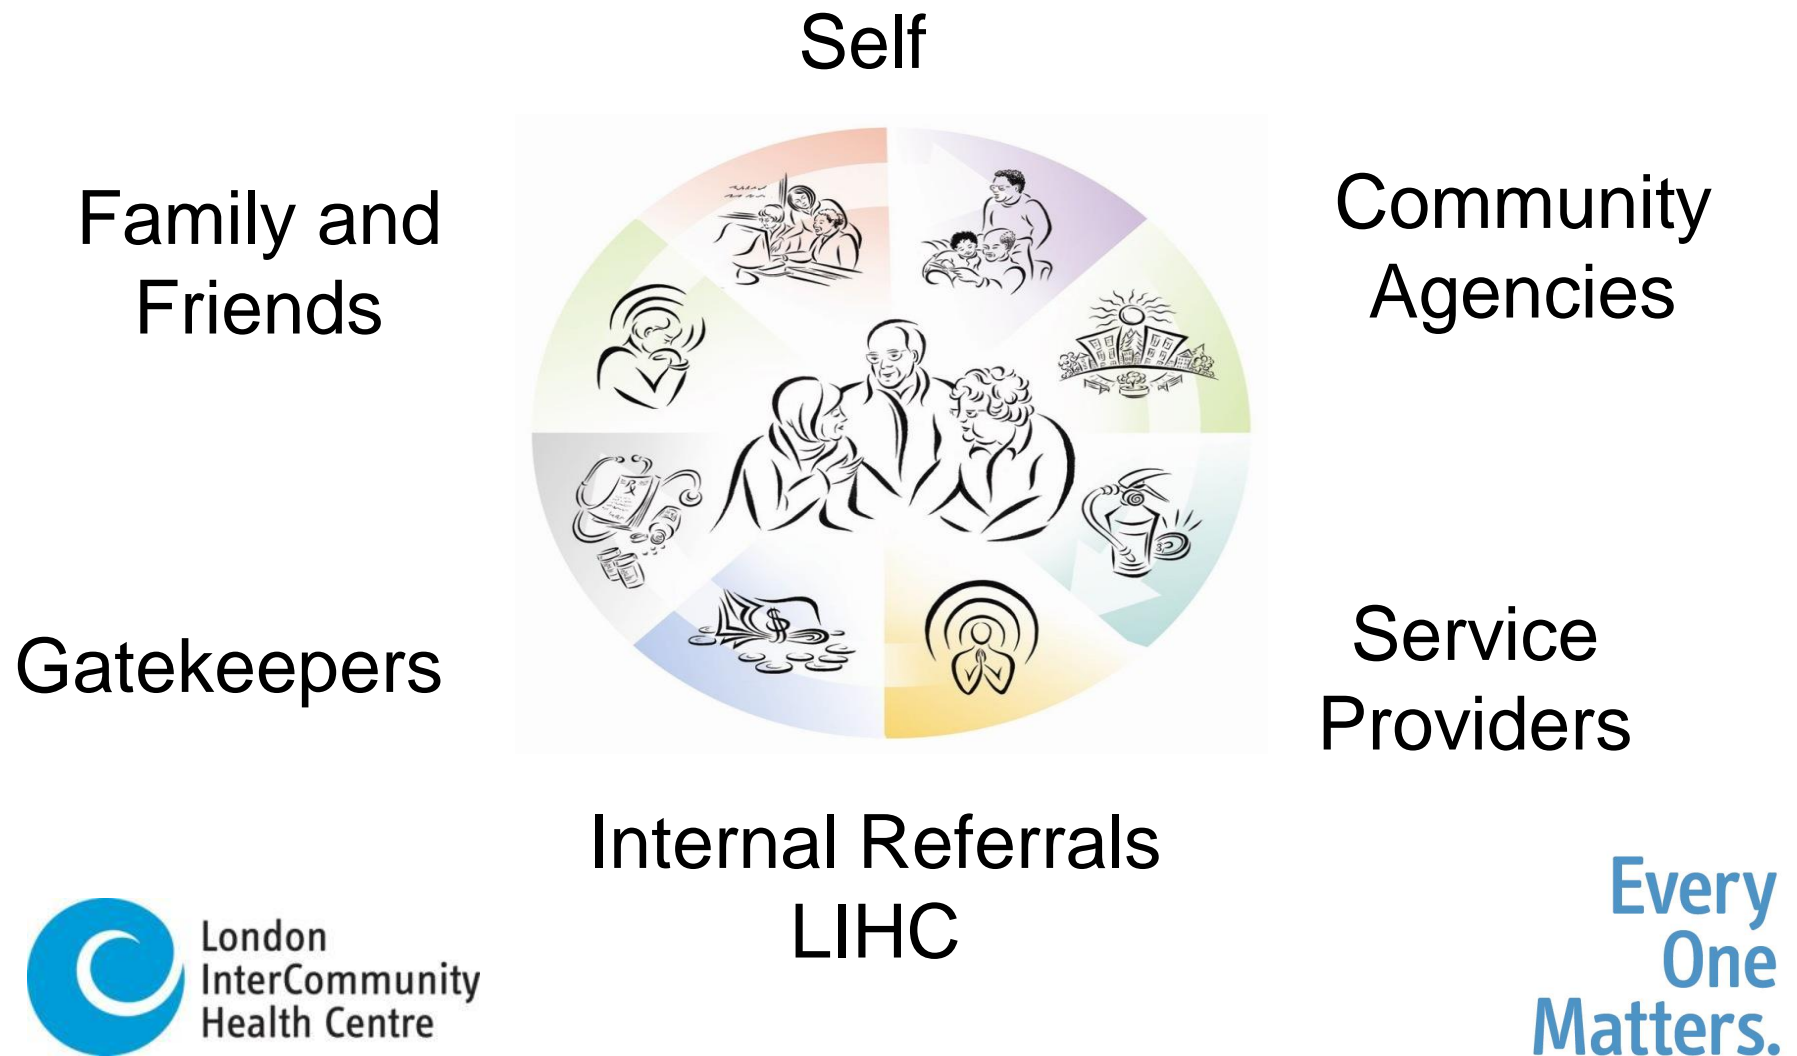 Self
Family and
Friends
Community
Agencies
Gatekeepers
Service
Providers
Internal Referrals
LIHC
London
InterCommunity
Health Centre
Every
One
Matters.
$